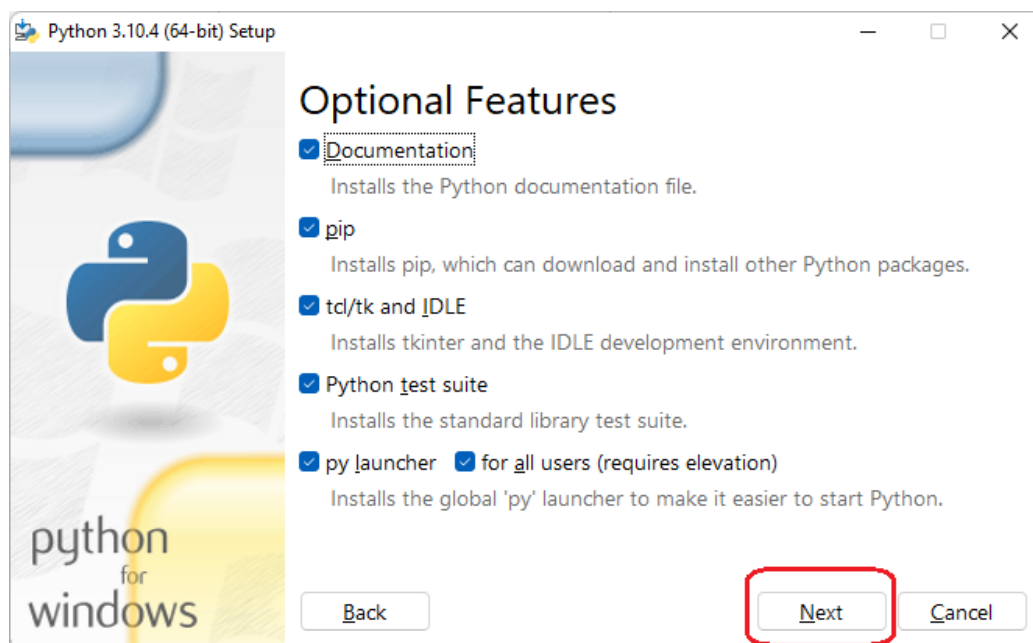 Python 3.10.4 (64-bit) Setup
Optional Features
Documentation
Installs the Python documentation file.
pip
Installs pip, which can download and install other Python packages.
tcl/tk and IDLE
Installs tkinter and the IDLE development environment.
Python test suite
Installs the standard library test suite.
py launcher for all users (requires elevation)
Installs the global 'py' launcher to make it easier to start Python.
python
for
windows
Back Next Cancel